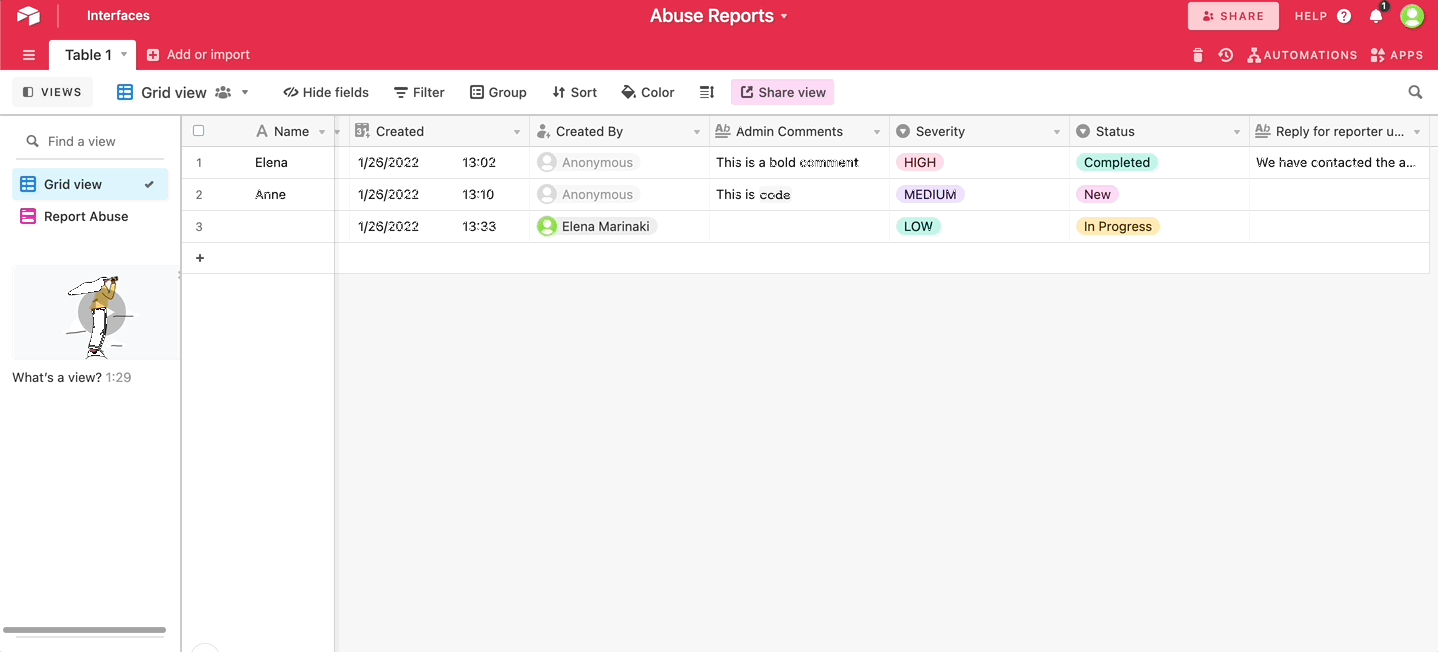 Interfaces
Abuse Reports
SHARE
HELP
1
Table 1
Add or import
AUTOMATIONS
APPS
VIEWS
Grid view
Hide fields
Filter
Group
Sort
Color
Share view
Find a view
Grid view
Report Abuse
What's a view? 1:29
Name Created Created By Admin Comments Severity Status Reply for reporter u...
1 Elena 1/26/2022 13:02 Anonymous This is a bold comment HIGH Completed We have contacted the a...
2 Anne 1/26/2022 13:10 Anonymous This is code MEDIUM New
3 1/26/2022 13:33 Elena Marinaki LOW In Progress
+